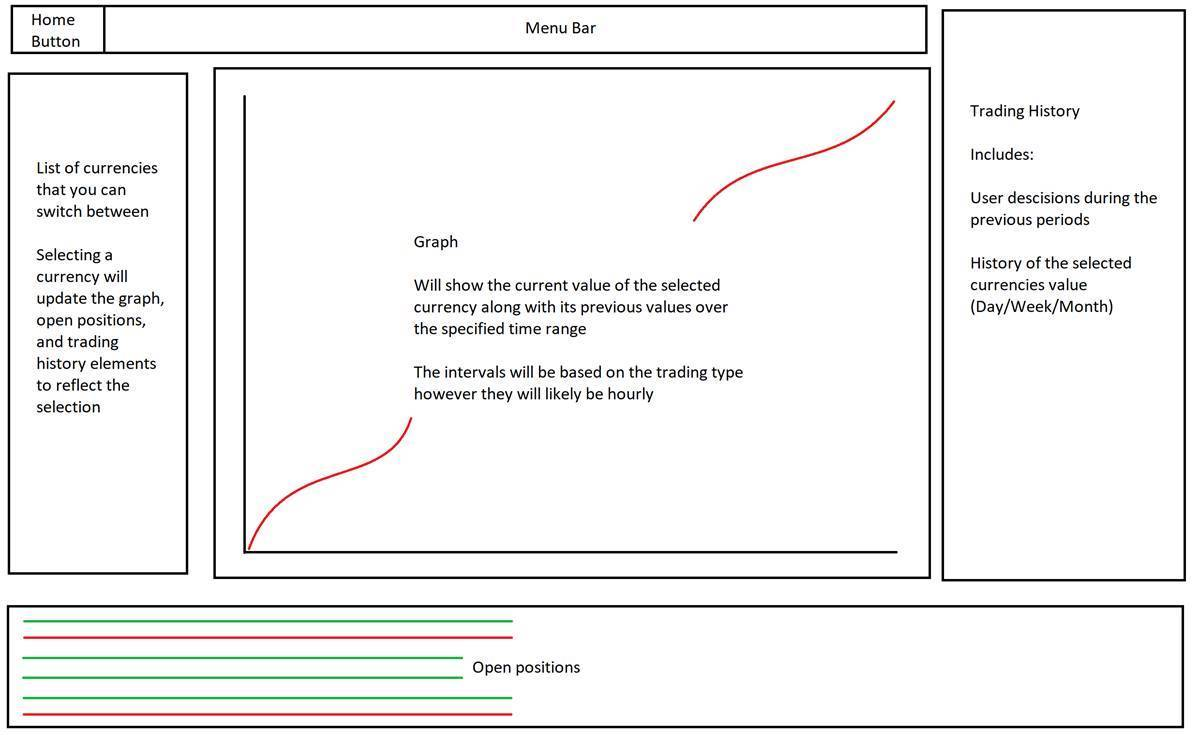 Home
Button
Menu Bar
List of currencies
that you can
switch between
Selecting a
currency will
update the graph,
open positions,
and trading
history elements
to reflect the
selection
Graph
Will show the current value of the selected
currency along with its previous values over
the specified time range
The intervals will be based on the trading type
however they will likely be hourly
Trading History
Includes:
User descisions during the
previous periods
History of the selected
currencies value
(Day/Week/Month)
Open positions